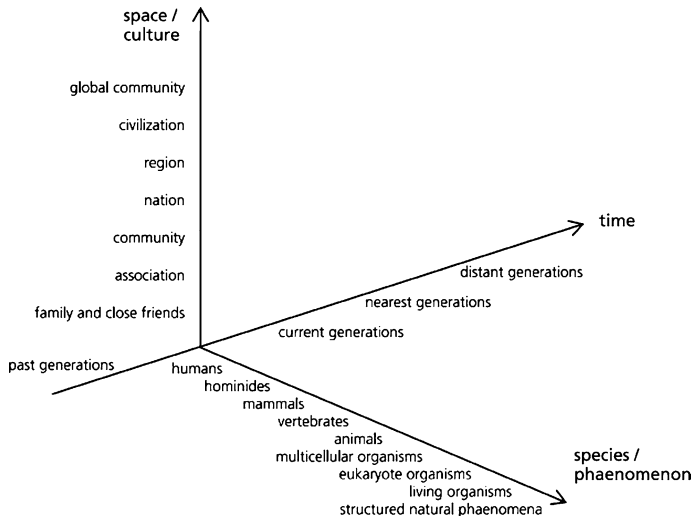 space /
culture
global community
civilization
region
nation
community
association
family and close friends
time
distant generations
nearest generations
current generations
past generations
humans
hominides
mammals
vertebrates
animals
multicellular organisms
eukaryote organisms
living organisms
structured natural phaenomena
species /
phaenomenon